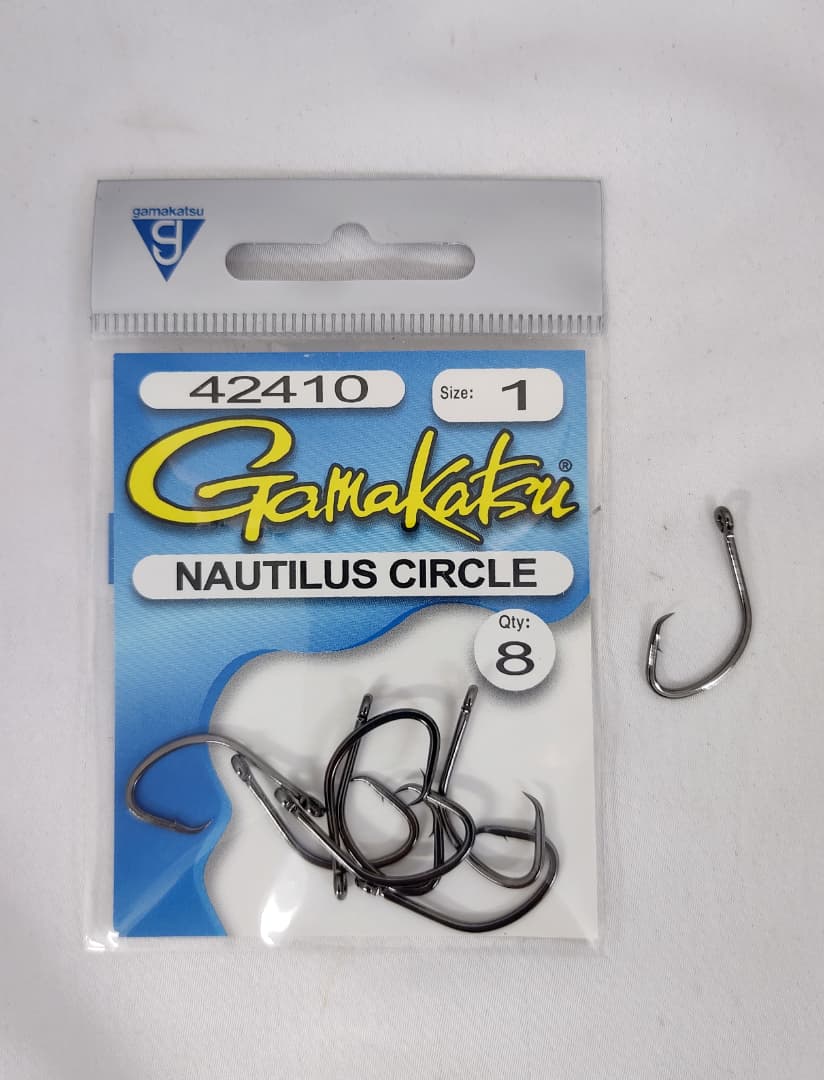 gamakatsu
g
42410
Size: 1
Gamakatsu®
NAUTILUS CIRCLE
Qty:
8